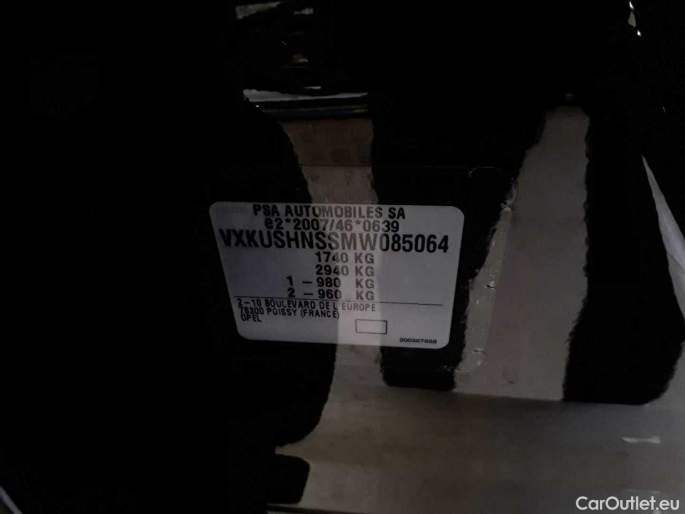 PSA AUTOMOBILES SA
e2*2007/46*0639
VXKUSHNSSMW085064
1740 KG
2940 KG
1 - 980 KG
2 - 960 KG
2-10 BOULEVARD DE L'EUROPE
78300 POISSY (FRANCE)
OPEL
CarOutlet.eu